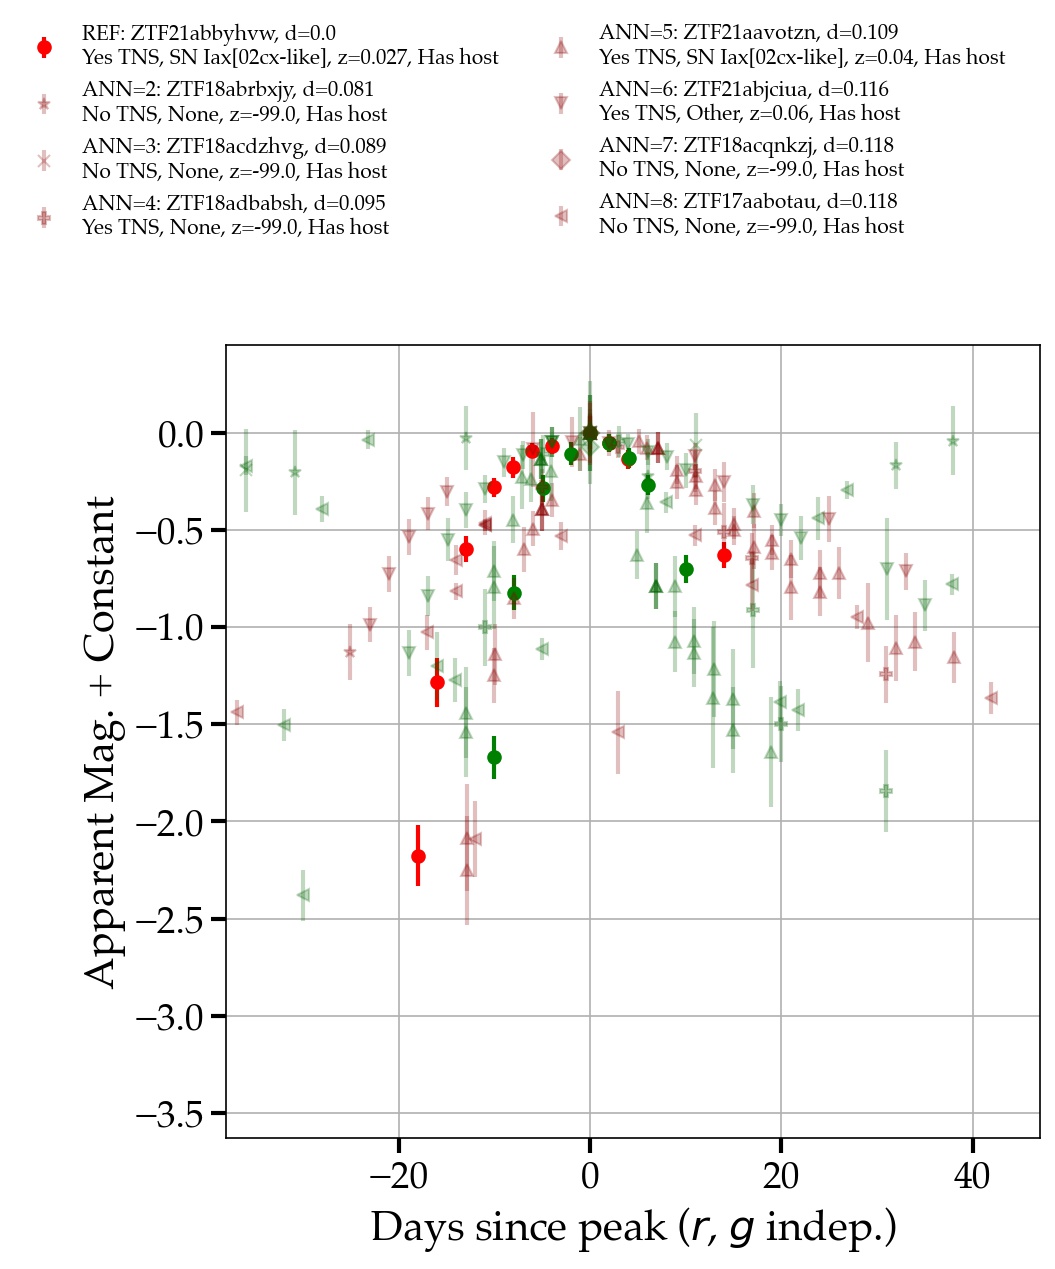 REF: ZTF21abbyhvw, d=0.0
Yes TNS, SN Iax[02cx-like], z=0.027, Has host
ANN=2: ZTF18abrbxjy, d=0.081
No TNS, None, z=-99.0, Has host
ANN=3: ZTF18acdzhvg, d=0.089
No TNS, None, z=-99.0, Has host
ANN=4: ZTF18adbabsh, d=0.095
Yes TNS, None, z=-99.0, Has host
ANN=5: ZTF21aavotzn, d=0.109
Yes TNS, SN Iax[02cx-like], z=0.04, Has host
ANN=6: ZTF21abjciua, d=0.116
Yes TNS, Other, z=0.06, Has host
ANN=7: ZTF18acqnkzj, d=0.118
No TNS, None, z=-99.0, Has host
ANN=8: ZTF17aabotau, d=0.118
No TNS, None, z=-99.0, Has host
Apparent Mag. + Constant
0.0
−0.5
−1.0
−1.5
−2.0
−2.5
−3.0
−3.5
−20 0 20 40
Days since peak (r, g indep.)